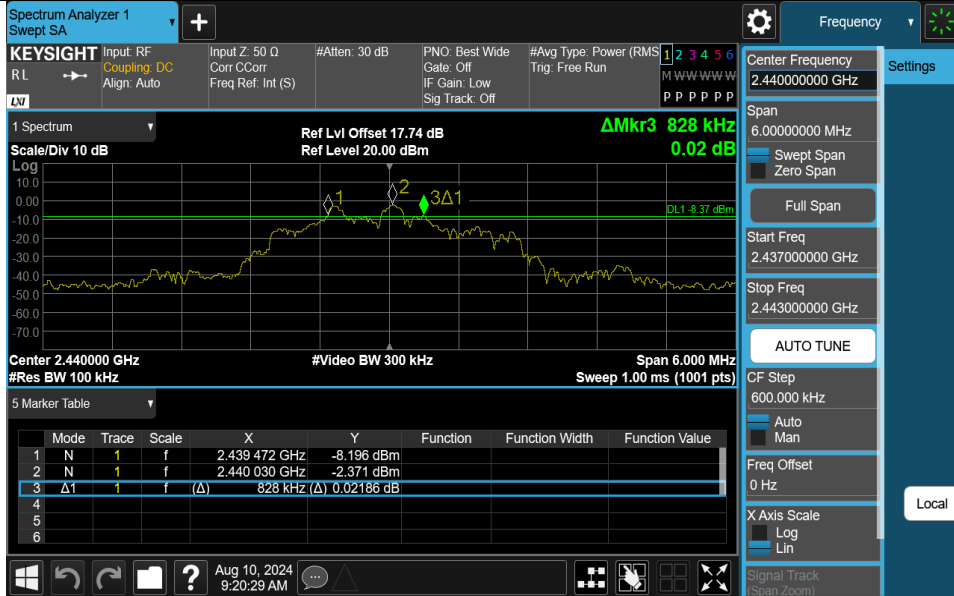 Spectrum Analyzer 1
Swept SA
Frequency
KEYSIGHT
R L
LXI
Input: RF
Coupling: DC
Align: Auto
Input Z: 50 Ω
Corr CCorr
Freq Ref: Int (S)
#Atten: 30 dB
PNO: Best Wide
Gate: Off
IF Gain: Low
Sig Track: Off
#Avg Type: Power (RMS
Trig: Free Run
1 2 3 4 5 6
M W W W W W
P P P P P P
1 Spectrum
Scale/Div 10 dB
Ref Lvl Offset 17.74 dB
Ref Level 20.00 dBm
ΔMkr3 828 kHz
0.02 dB
Log
10.0
0.00
-10.0
-20.0
-30.0
-40.0
-50.0
-60.0
-70.0
1
2
3Δ1
DL1 -8.37 dBm
Center 2.440000 GHz
#Video BW 300 kHz
Span 6.000 MHz
#Res BW 100 kHz
Sweep 1.00 ms (1001 pts)
5 Marker Table
Mode Trace Scale X Y Function Function Width Function Value
1 N 1 f 2.439 472 GHz -8.196 dBm
2 N 1 f 2.440 030 GHz -2.371 dBm
3 Δ1 1 f (Δ) 828 kHz (Δ) 0.02186 dB
4
5
6
Aug 10, 2024
9:20:29 AM
Center Frequency
2.440000000 GHz
Settings
Span
6.00000000 MHz
Swept Span
Zero Span
Full Span
Start Freq
2.437000000 GHz
Stop Freq
2.443000000 GHz
AUTO TUNE
CF Step
600.000 kHz
Auto
Man
Freq Offset
0 Hz
Local
X Axis Scale
Log
Lin
Signal Track
(Span Zoom)